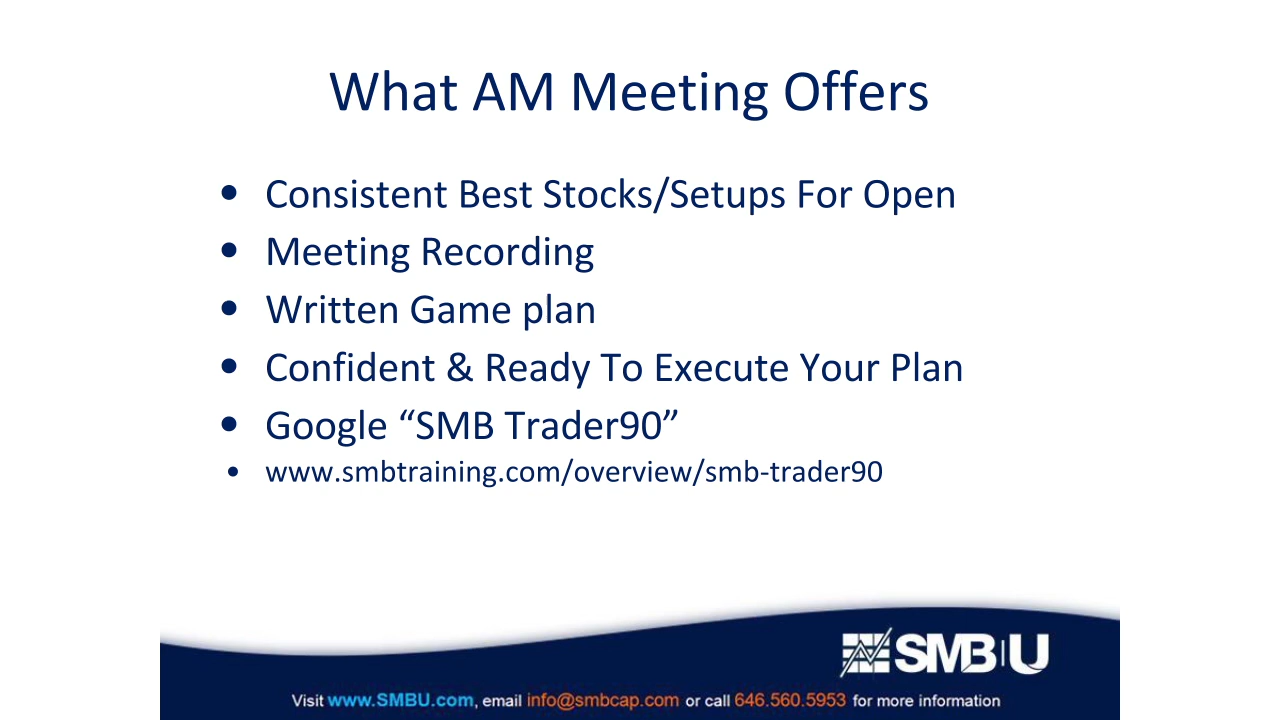 What AM Meeting Offers
• Consistent Best Stocks/Setups For Open
• Meeting Recording
• Written Game plan
• Confident & Ready To Execute Your Plan
• Google “SMB Trader90”
• www.smbtraining.com/overview/smb-trader90
SMB|U
Visit www.SMBU.com, email info@smbcap.com or call 646.560.5953 for more information